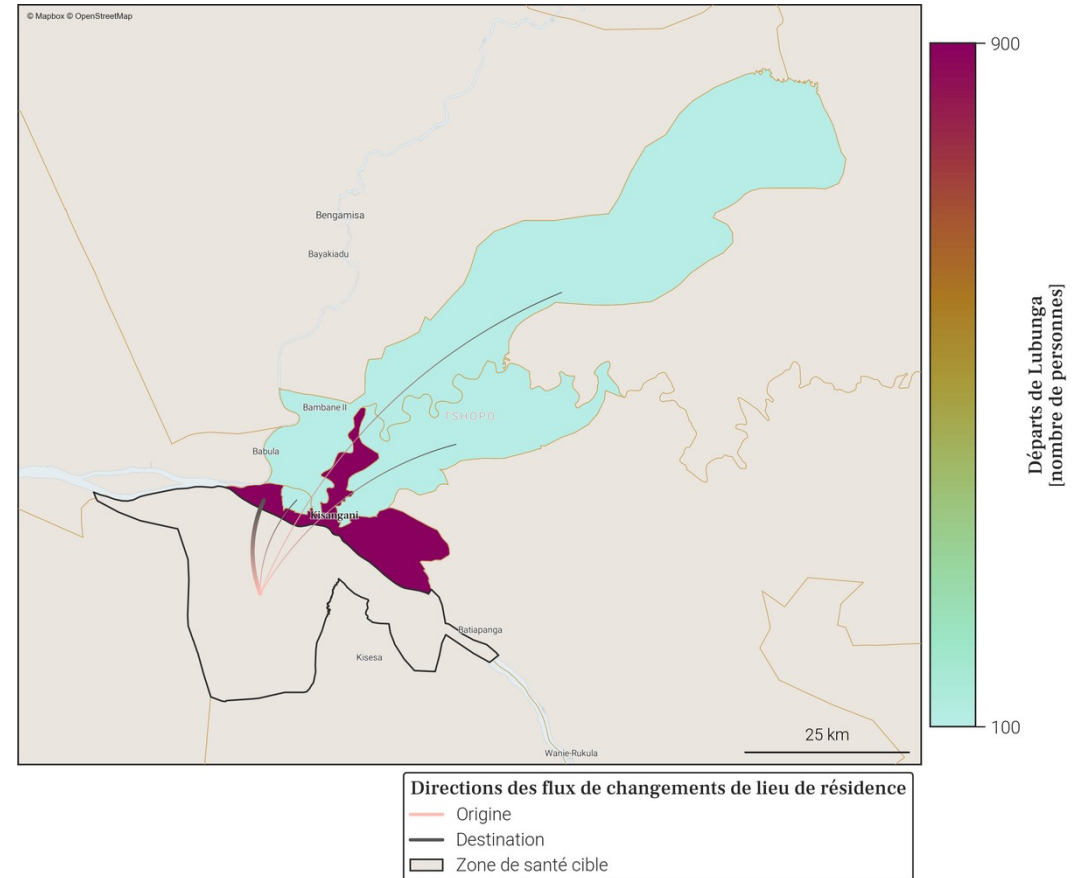 © Mapbox © OpenStreetMap
900
Bengamisa
Bayakiadu
Départs de Lubunga
[nombre de personnes]
Bambane II
TSHOPO
Babula
Kisangani
Batiapanga
Kisesa
25 km
100
Wanie-Rukula
Directions des flux de changements de lieu de résidence
Origine
Destination
Zone de santé cible